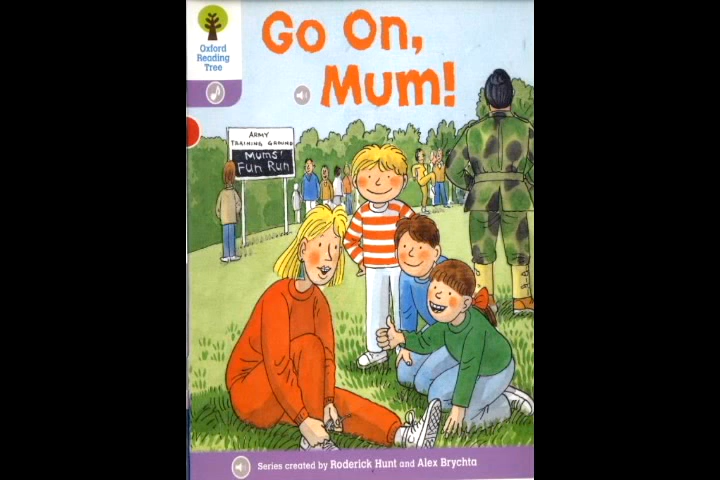 Oxford
Reading
Tree
Go On,
Mum!
ARMY
TRAINING GROUND
MUMS'
FUN RUN
Series created by Roderick Hunt and Alex Brychta